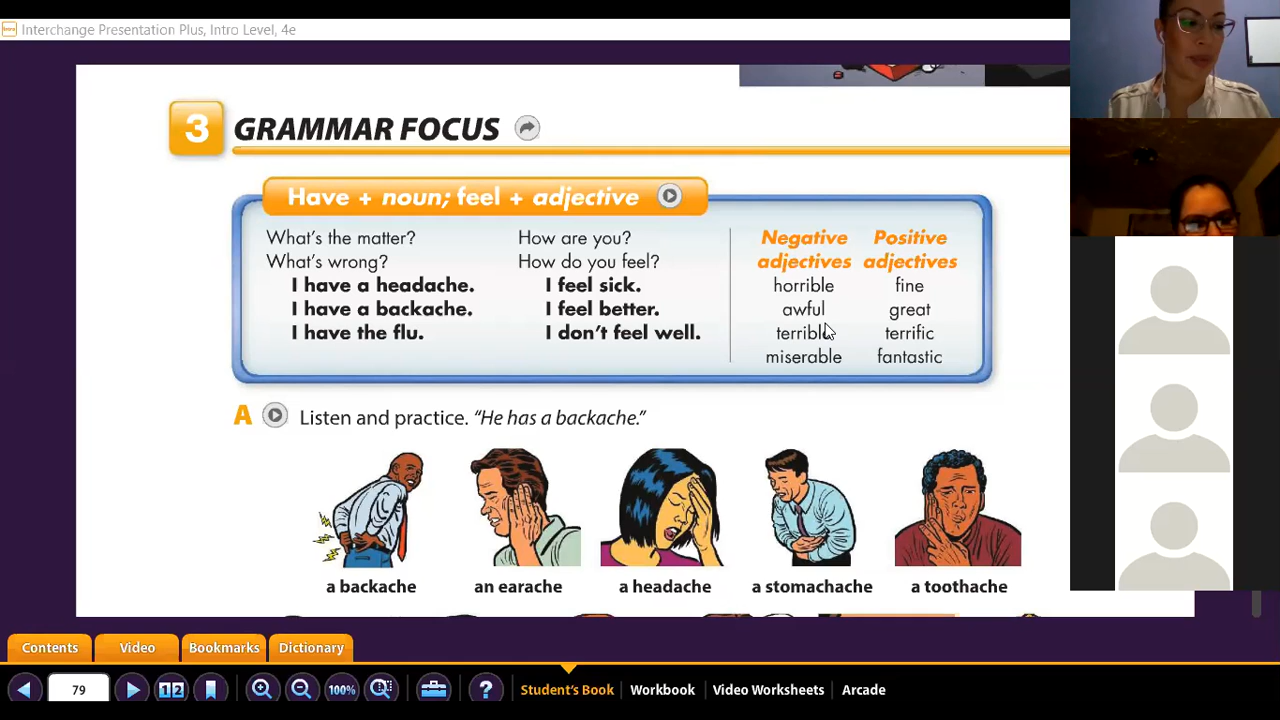 Interchange Presentation Plus, Intro Level, 4e
3 GRAMMAR FOCUS
Have + noun; feel + adjective
What's the matter?
What's wrong?
I have a headache.
I have a backache.
I have the flu.
How are you?
How do you feel?
I feel sick.
I feel better.
I don't feel well.
Negative
adjectives
horrible
awful
terrible
miserable
Positive
adjectives
fine
great
terrific
fantastic
A Listen and practice. "He has a backache."
a backache an earache a headache a stomachache a toothache
Contents Video Bookmarks Dictionary
79 12 100% ? Student's Book Workbook Video Worksheets Arcade